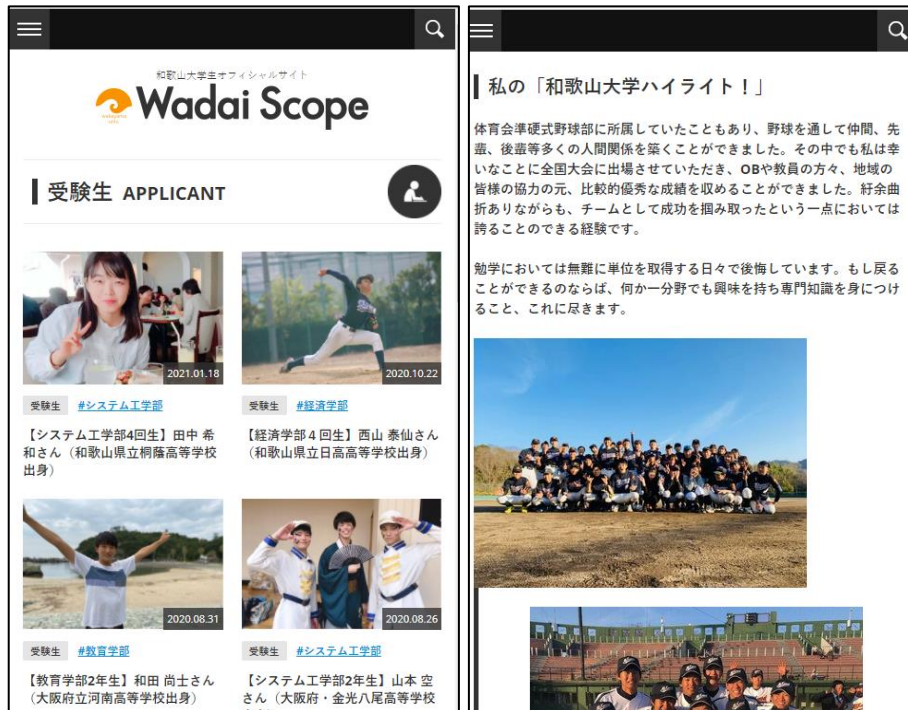 和歌山大学生オフィシャルサイト
Wadai Scope
受験生 APPLICANT
2021.01.18
2020.10.22
受験生 #システム工学部
受験生 #経済学部
【システム工学部4回生】田中 希
和さん（和歌山県立桐蔭高等学校
出身）
【経済学部４回生】西山 泰仙さん
（和歌山県立日高高等学校出身）
2020.08.31
2020.08.26
受験生 #教育学部
受験生 #システム工学部
【教育学部2年生】和田 尚士さん
（大阪府立河南高等学校出身）
【システム工学部2年生】山本 空
さん（大阪府・金光八尾高等学校
私の「和歌山大学ハイライト！」
体育会準硬式野球部に所属していたこともあり、野球を通して仲間、先
輩、後輩等多くの人間関係を築くことができました。その中でも私は幸
いなことに全国大会に出場させていただき、OBや教員の方々、地域の
皆様の協力の元、比較的優秀な成績を収めることができました。紆余曲
折ありながらも、チームとして成功を掴み取ったという一点においては
誇ることのできる経験です。
勉学においては無難に単位を取得する日々で後悔しています。もし戻る
ことができるのならば、何か一分野でも興味を持ち専門知識を身につけ
ること、これに尽きます。